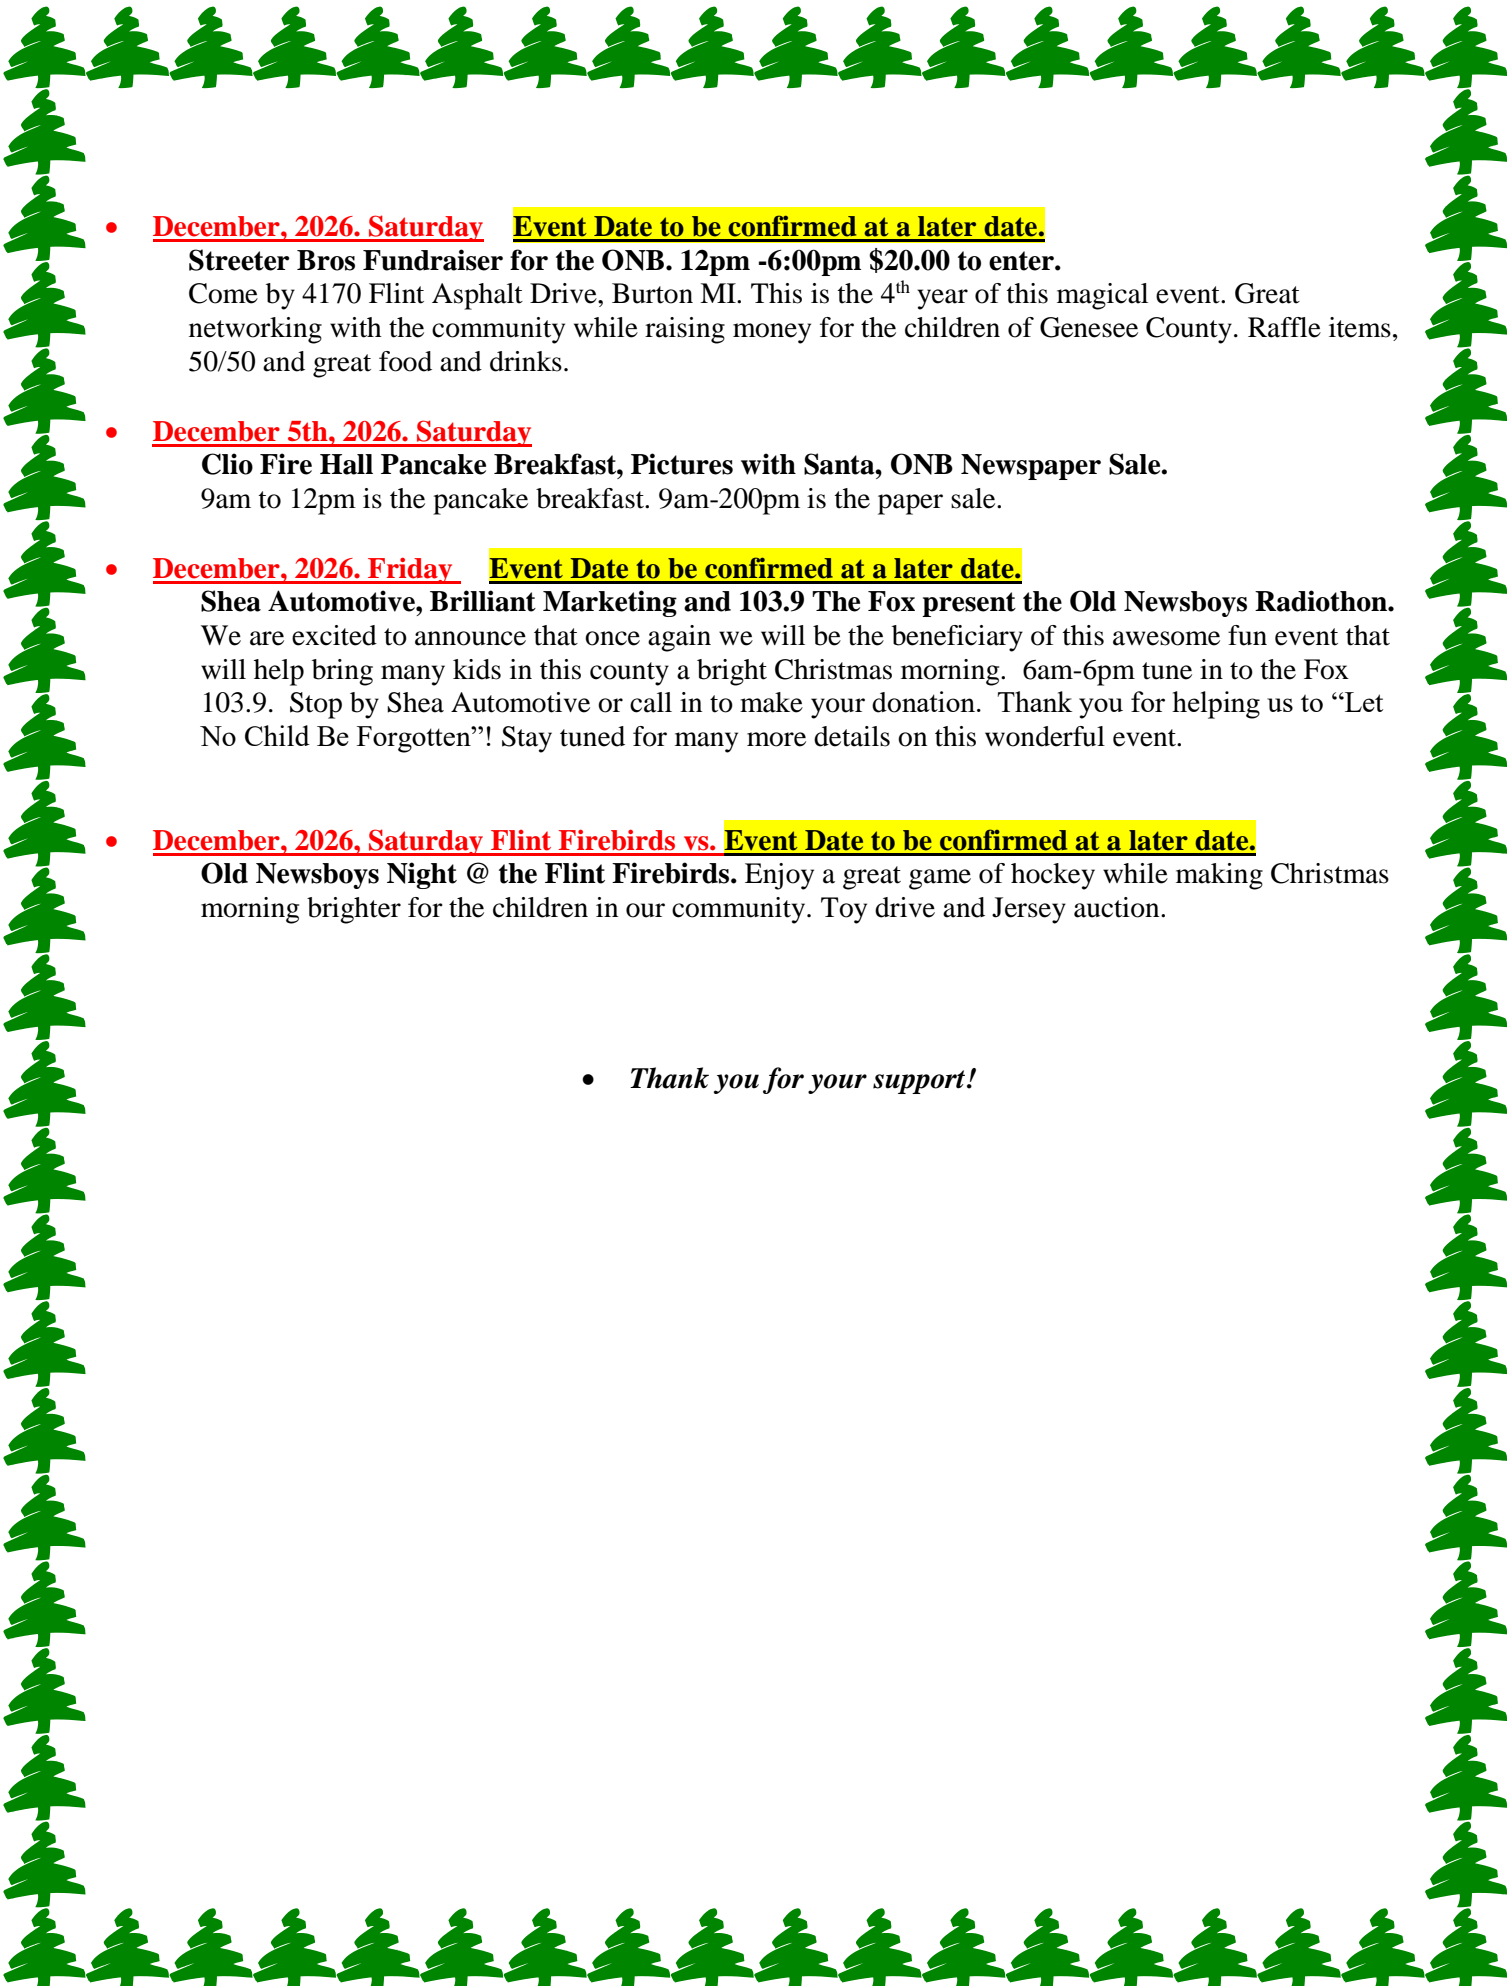 • December, 2026. Saturday Event Date to be confirmed at a later date.
Streeter Bros Fundraiser for the ONB. 12pm -6:00pm $20.00 to enter.
Come by 4170 Flint Asphalt Drive, Burton MI. This is the 4th year of this magical event. Great
networking with the community while raising money for the children of Genesee County. Raffle items,
50/50 and great food and drinks.
• December 5th, 2026. Saturday
Clio Fire Hall Pancake Breakfast, Pictures with Santa, ONB Newspaper Sale.
9am to 12pm is the pancake breakfast. 9am-200pm is the paper sale.
• December, 2026. Friday Event Date to be confirmed at a later date.
Shea Automotive, Brilliant Marketing and 103.9 The Fox present the Old Newsboys Radiothon.
We are excited to announce that once again we will be the beneficiary of this awesome fun event that
will help bring many kids in this county a bright Christmas morning. 6am-6pm tune in to the Fox
103.9. Stop by Shea Automotive or call in to make your donation. Thank you for helping us to “Let
No Child Be Forgotten”! Stay tuned for many more details on this wonderful event.
• December, 2026, Saturday Flint Firebirds vs. Event Date to be confirmed at a later date.
Old Newsboys Night @ the Flint Firebirds. Enjoy a great game of hockey while making Christmas
morning brighter for the children in our community. Toy drive and Jersey auction.
• Thank you for your support!